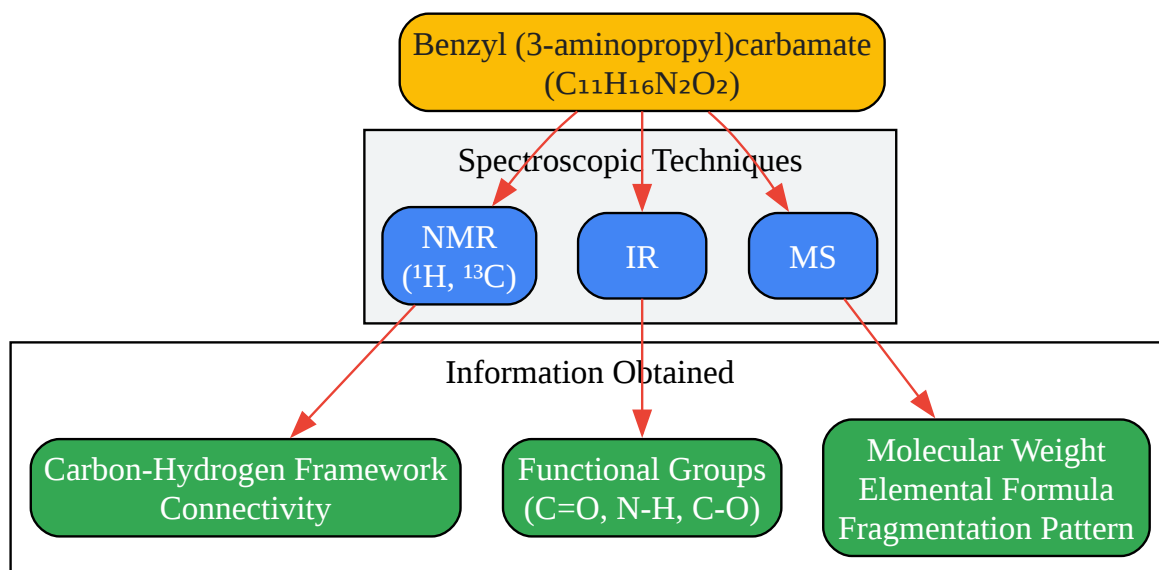 Benzyl (3-aminopropyl)carbamate
(C₁₁H₁₆N₂O₂)
Spectroscopic Techniques
NMR
(¹H, ¹³C)
IR
MS
Information Obtained
Carbon-Hydrogen Framework
Connectivity
Functional Groups
(C=O, N-H, C-O)
Molecular Weight
Elemental Formula
Fragmentation Pattern